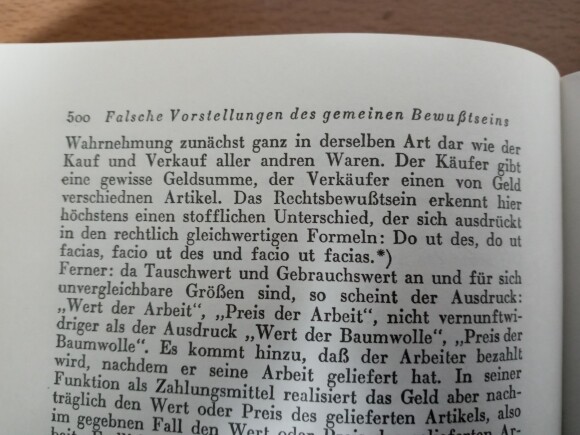 500 Falsche Vorstellungen des gemeinen Bewußtseins
Wahrnehmung zunächst ganz in derselben Art dar wie der
Kauf und Verkauf aller andren Waren. Der Käufer gibt
eine gewisse Geldsumme, der Verkäufer einen von Geld
verschiednen Artikel. Das Rechtsbewußtsein erkennt hier
höchstens einen stofflichen Unterschied, der sich ausdrückt
in den rechtlich gleichwertigen Formeln: Do ut des, do ut
facias, facio ut des und facio ut facias.*)
Ferner: da Tauschwert und Gebrauchswert an und für sich
unvergleichbare Größen sind, so scheint der Ausdruck:
„Wert der Arbeit“, „Preis der Arbeit“, nicht vernunftwi-
driger als der Ausdruck „Wert der Baumwolle“, „Preis der
Baumwolle“. Es kommt hinzu, daß der Arbeiter bezahlt
wird, nachdem er seine Arbeit geliefert hat. In seiner
Funktion als Zahlungsmittel realisiert das Geld aber nach-
träglich den Wert oder Preis des gelieferten Artikels, also
im gegebnen Fall den Wert oder